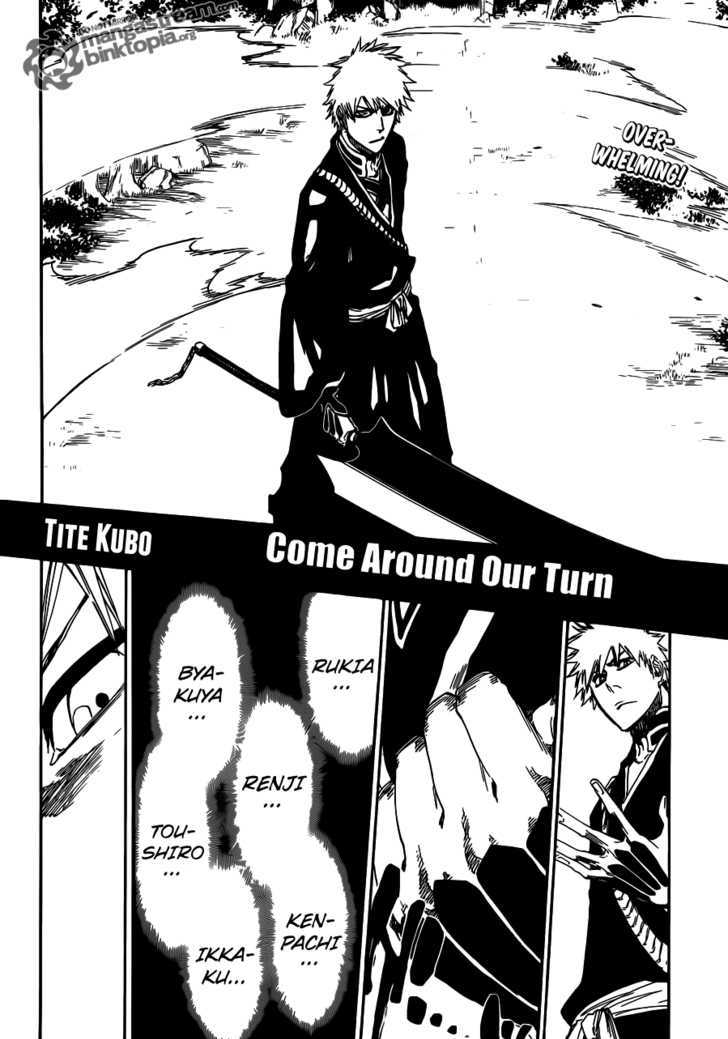 mangastream.com
binktopia.org
OVER-
WHELMING!
TITE KUBO
Come Around Our Turn
RUKIA
...
BYA-
KUYA
...
RENJI
...
TOU-
SHIRO
...
KEN-
PACHI
...
IKKA-
KU...